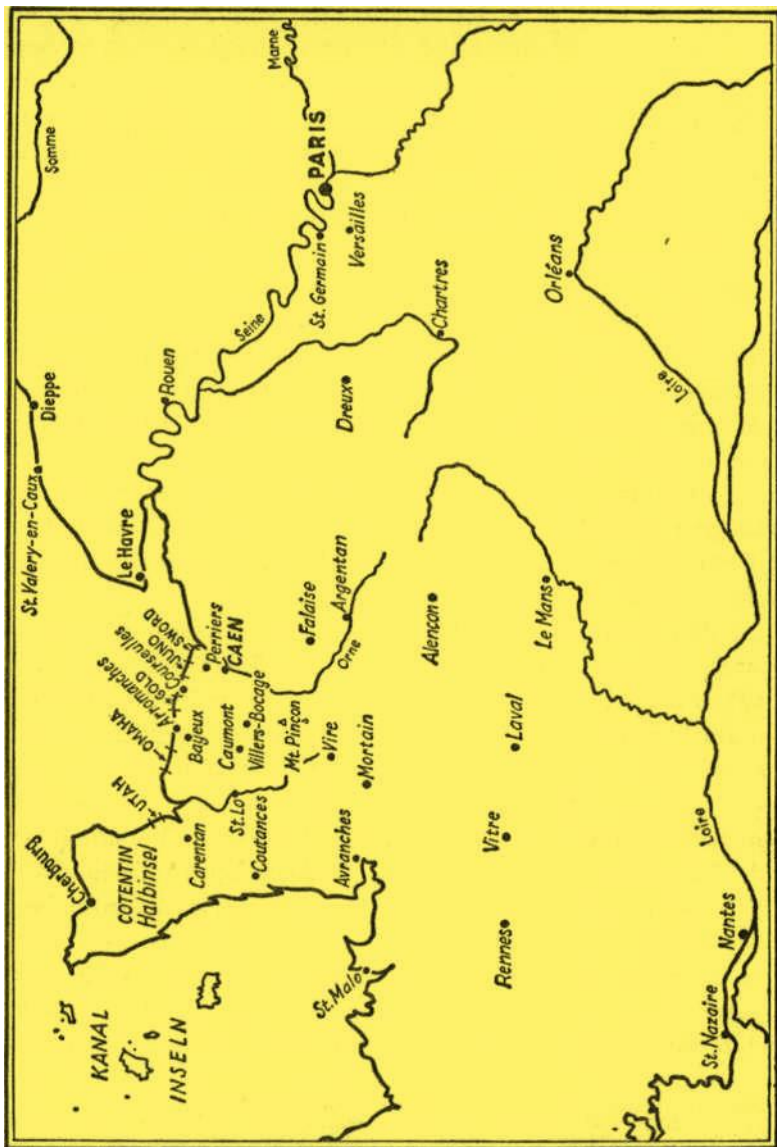 Cherbourg
St. Valery-en-Caux
Dieppe
Somme
KANAL
INSELN
COTENTIN
Halbinsel
UTAH
OMAHA
Arromanches
GOLD
Courseulles
JUNO
SWORD
Le Havre
Rouen
Seine
Marne
Carentan
Bayeux
Perriers
CAEN
St. Lo
Caumont
Villers-Bocage
Coutances
Mt. Pinçon
Falaise
St. Germain
PARIS
Versailles
St. Malo
Avranches
Vire
Mortain
Orne
Argentan
Dreux
Chartres
Alençon
Rennes
Vitre
Laval
Le Mans
Orléans
St. Nazaire
Nantes
Loire
Loire